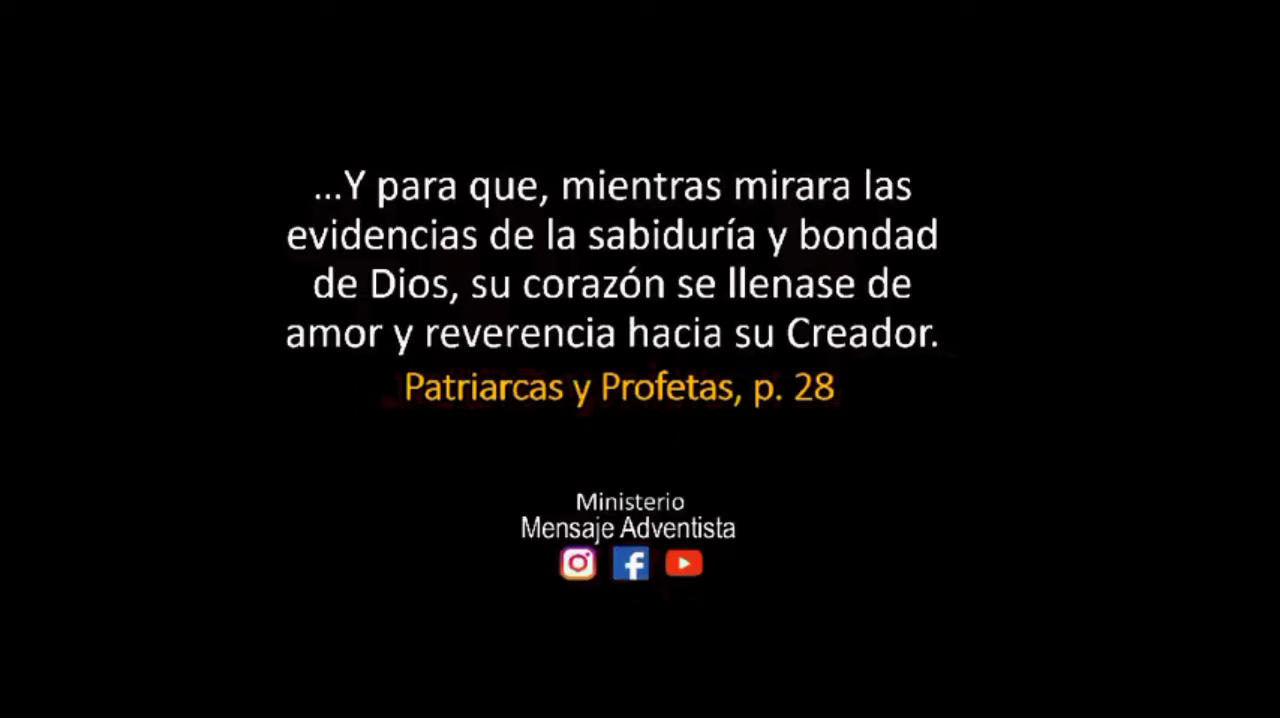 ...Y para que, mientras mirara las
evidencias de la sabiduría y bondad
de Dios, su corazón se llenase de
amor y reverencia hacia su Creador.
Patriarcas y Profetas, p. 28
Ministerio
Mensaje Adventista